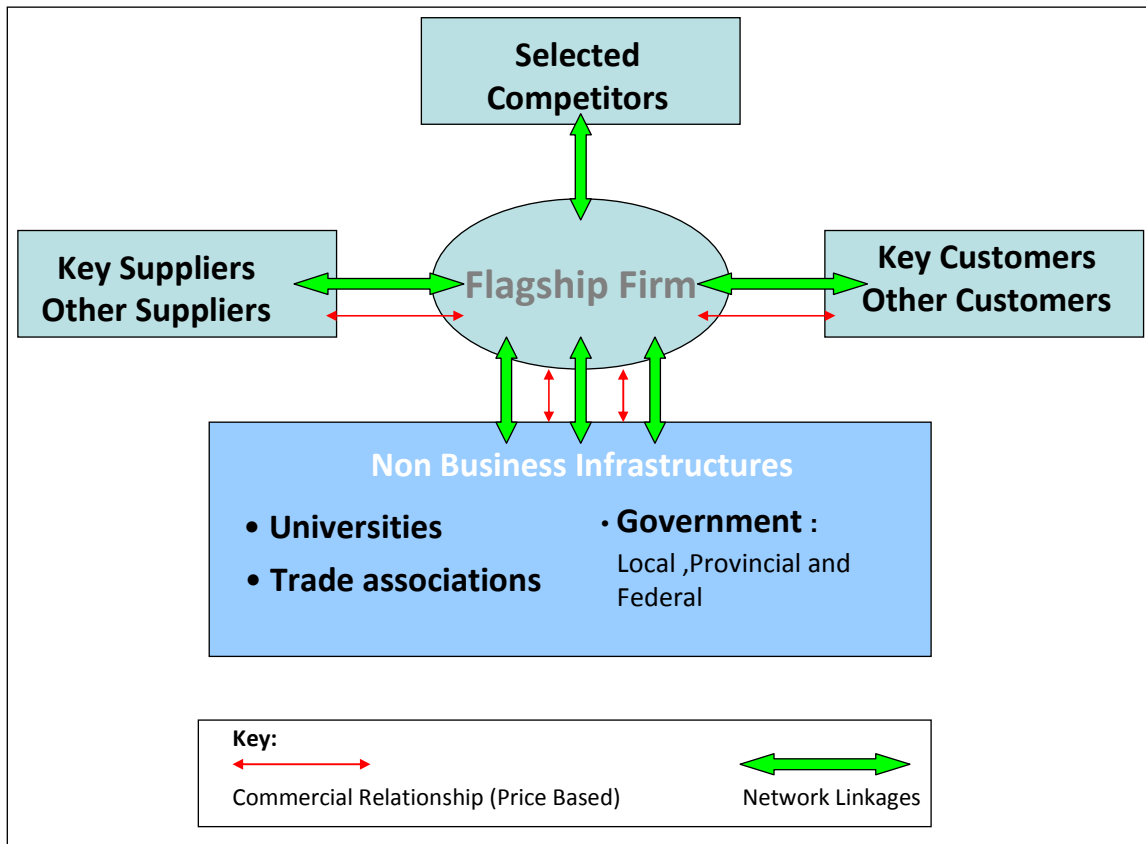 Selected
Competitors
Key Suppliers
Other Suppliers
Flagship Firm
Key Customers
Other Customers
Non Business Infrastructures
• Universities
• Trade associations
• Government :
Local ,Provincial and
Federal
Key:
Commercial Relationship (Price Based)
Network Linkages